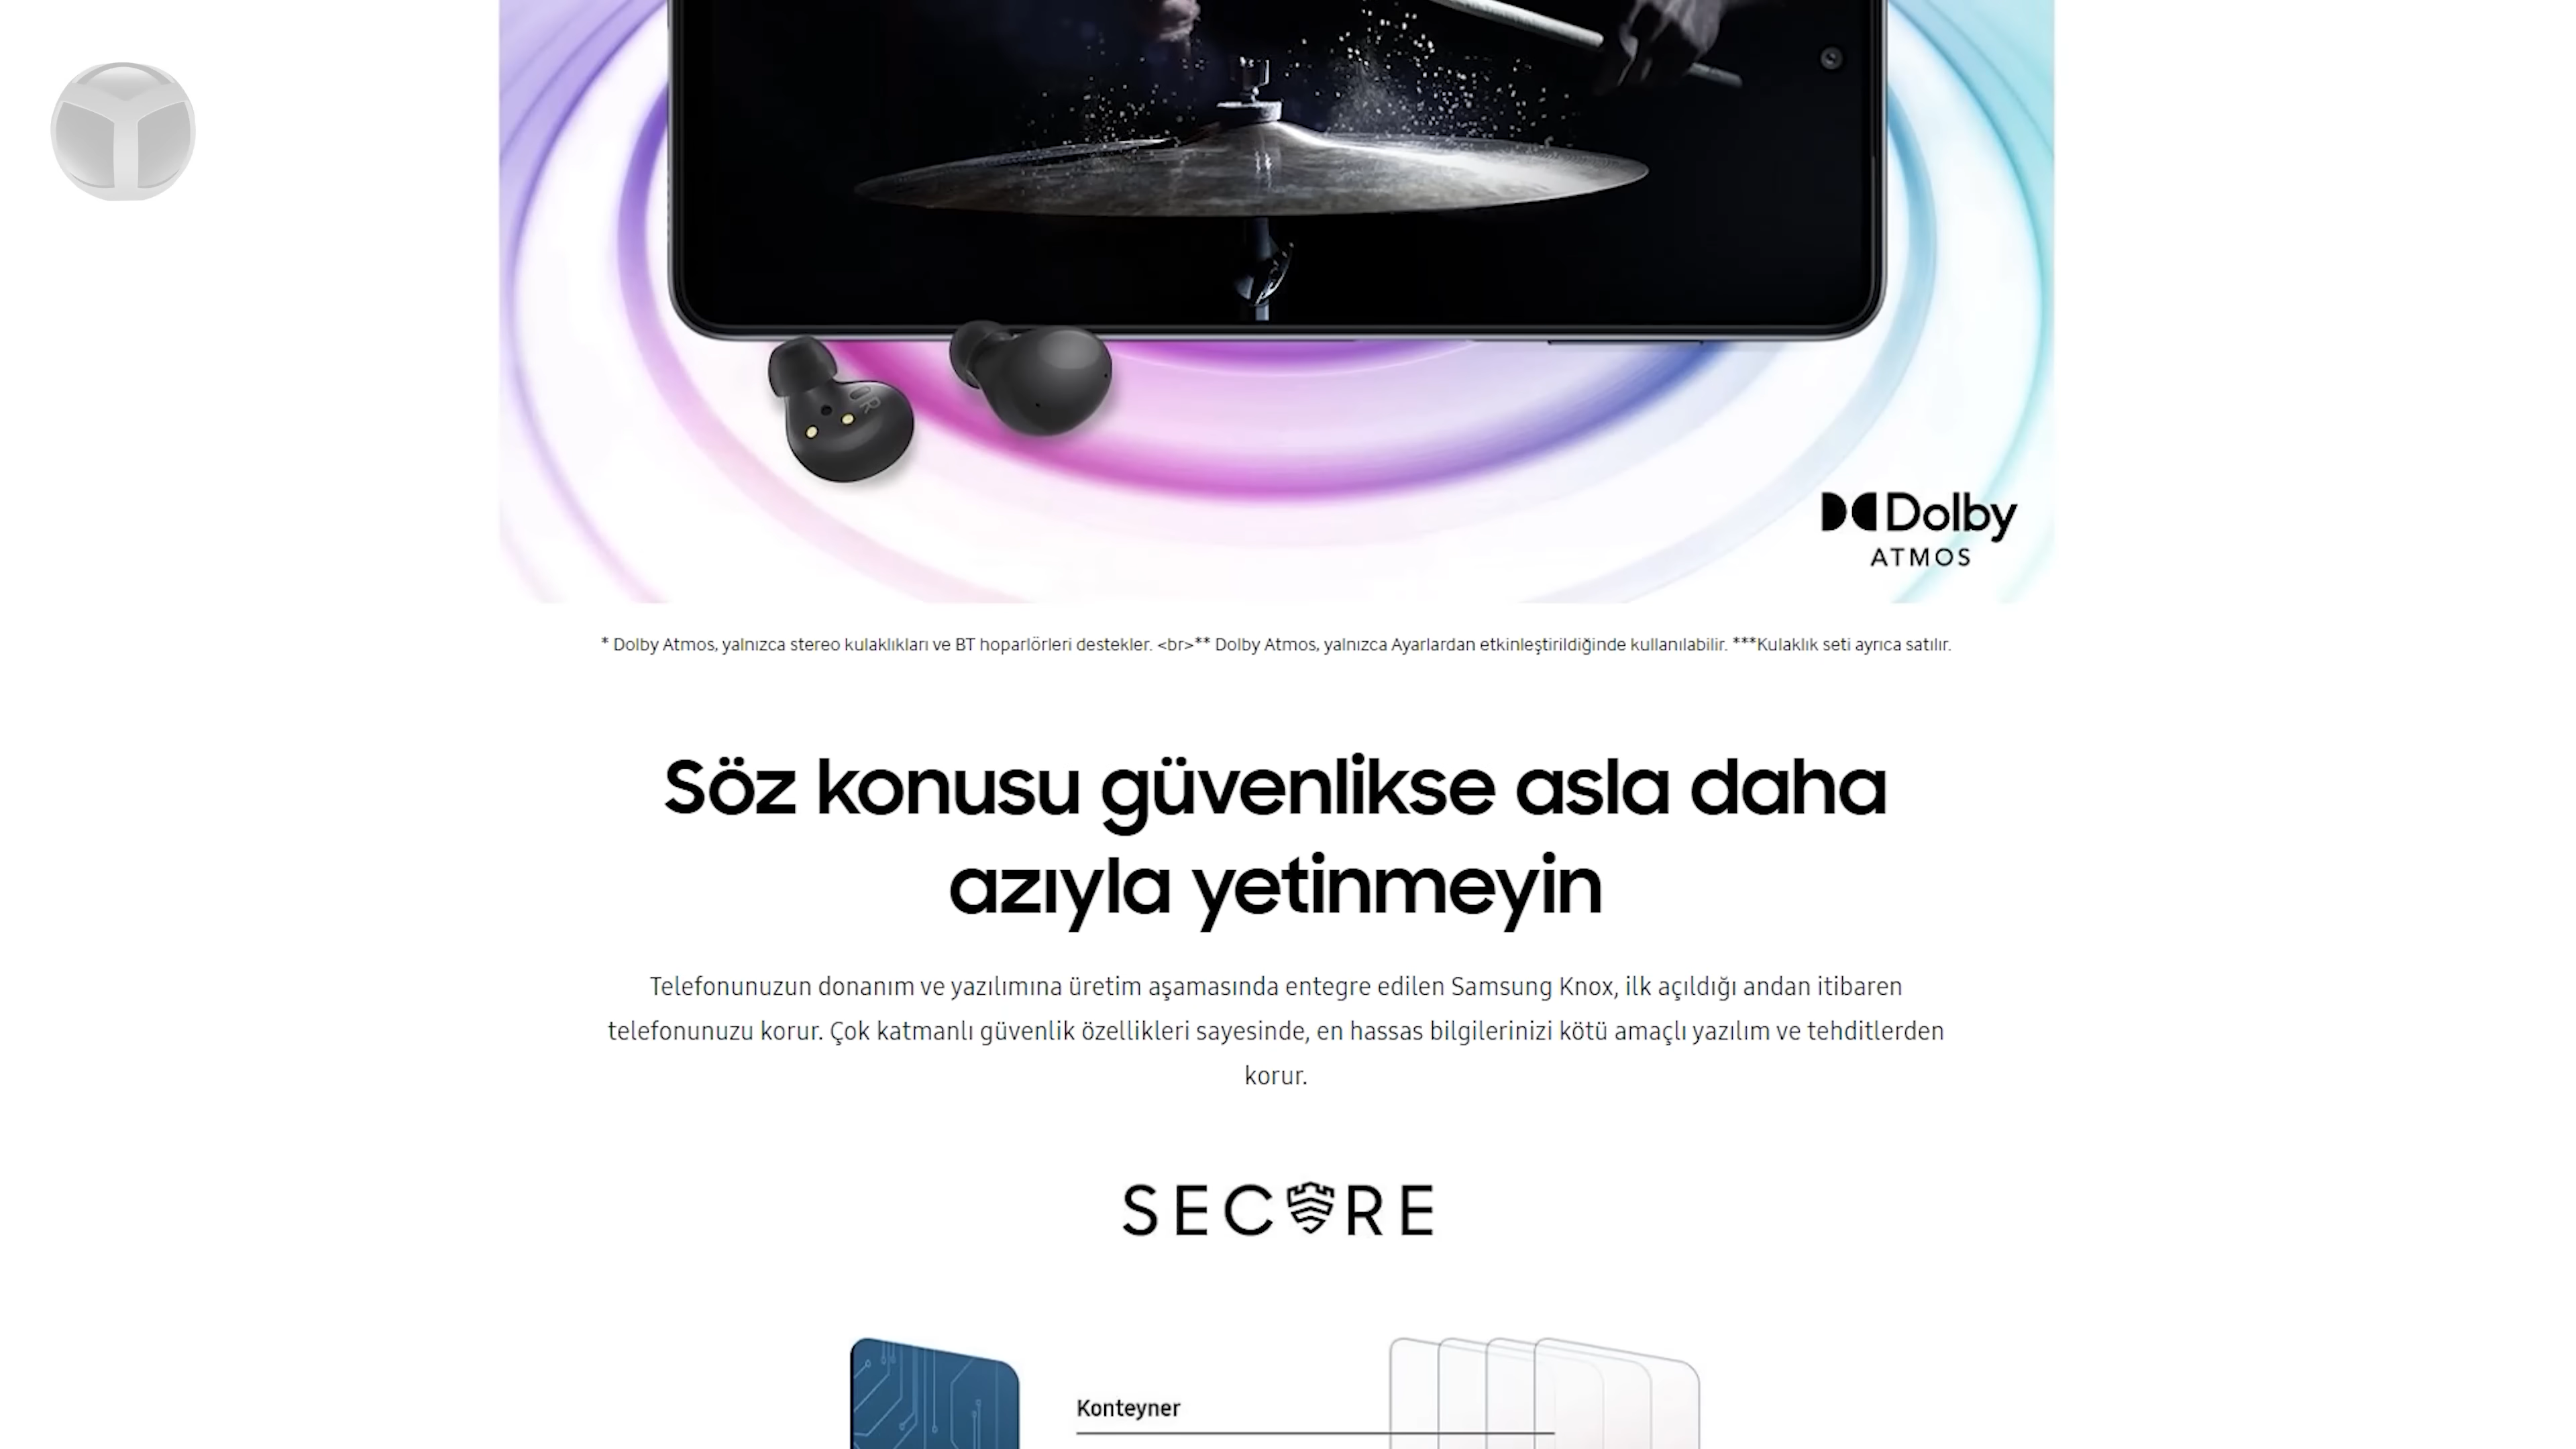 Dolby
ATMOS
* Dolby Atmos, yalnızca stereo kulaklıkları ve BT hoparlörleri destekler. <br>** Dolby Atmos, yalnızca Ayarlardan etkinleştirildiğinde kullanılabilir. ***Kulaklık seti ayrıca satılır.
Söz konusu güvenlikse asla daha
azıyla yetinmeyin
Telefonunuzun donanım ve yazılımına üretim aşamasında entegre edilen Samsung Knox, ilk açıldığı andan itibaren
telefonunuzu korur. Çok katmanlı güvenlik özellikleri sayesinde, en hassas bilgilerinizi kötü amaçlı yazılım ve tehditlerden
korur.
SECURE
Konteyner